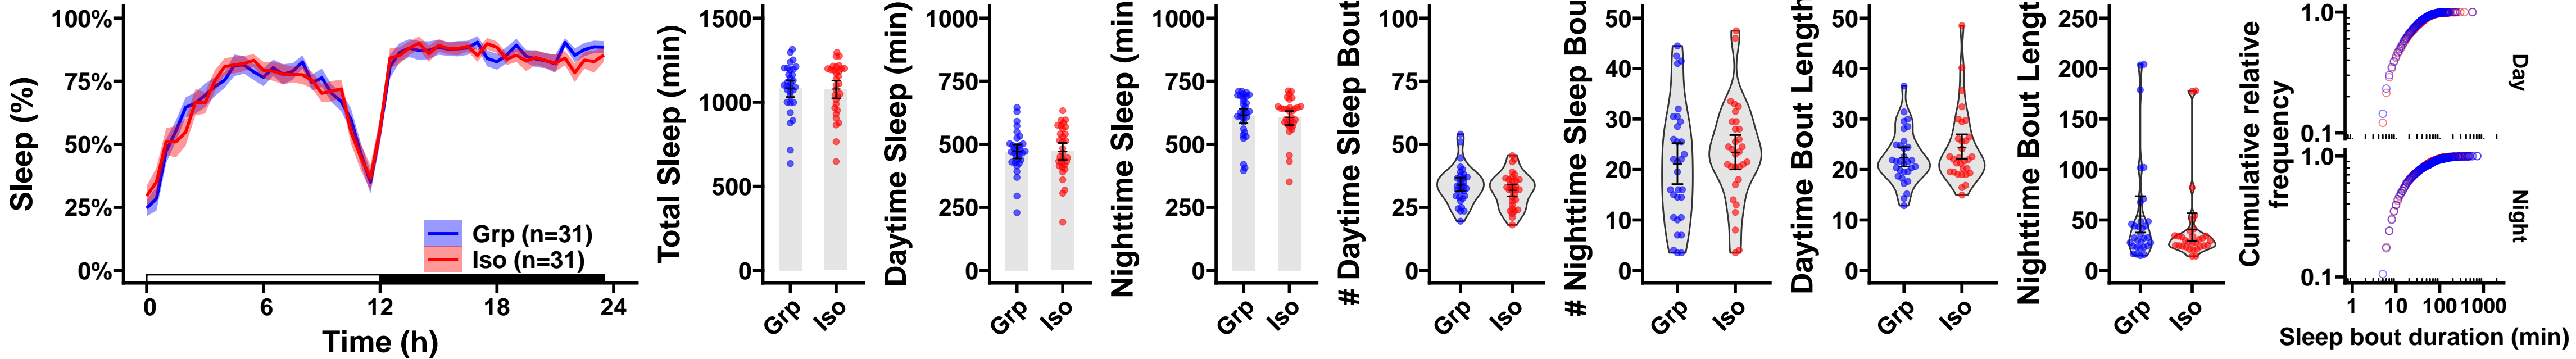 Sleep (%)
100%
75%
50%
25%
0%
Grp (n=31)
Iso (n=31)
0 6 12 18 24
Time (h)
Total Sleep (min)
1500
1000
500
0
Grp Iso
Daytime Sleep (min)
1000
750
500
250
0
Grp Iso
Nighttime Sleep (min
1000
750
500
250
0
Grp Iso
# Daytime Sleep Bout
100
75
50
25
0
Grp Iso
# Nighttime Sleep Bou
50
40
30
20
10
0
Grp Iso
Daytime Bout Length
50
40
30
20
10
0
Grp Iso
Nighttime Bout Leng
250
200
150
100
50
0
Grp Iso
Cumulative relative
frequency
1.0
0.1
Day
1.0
0.1
Night
1 10 100 1000
Sleep bout duration (min)